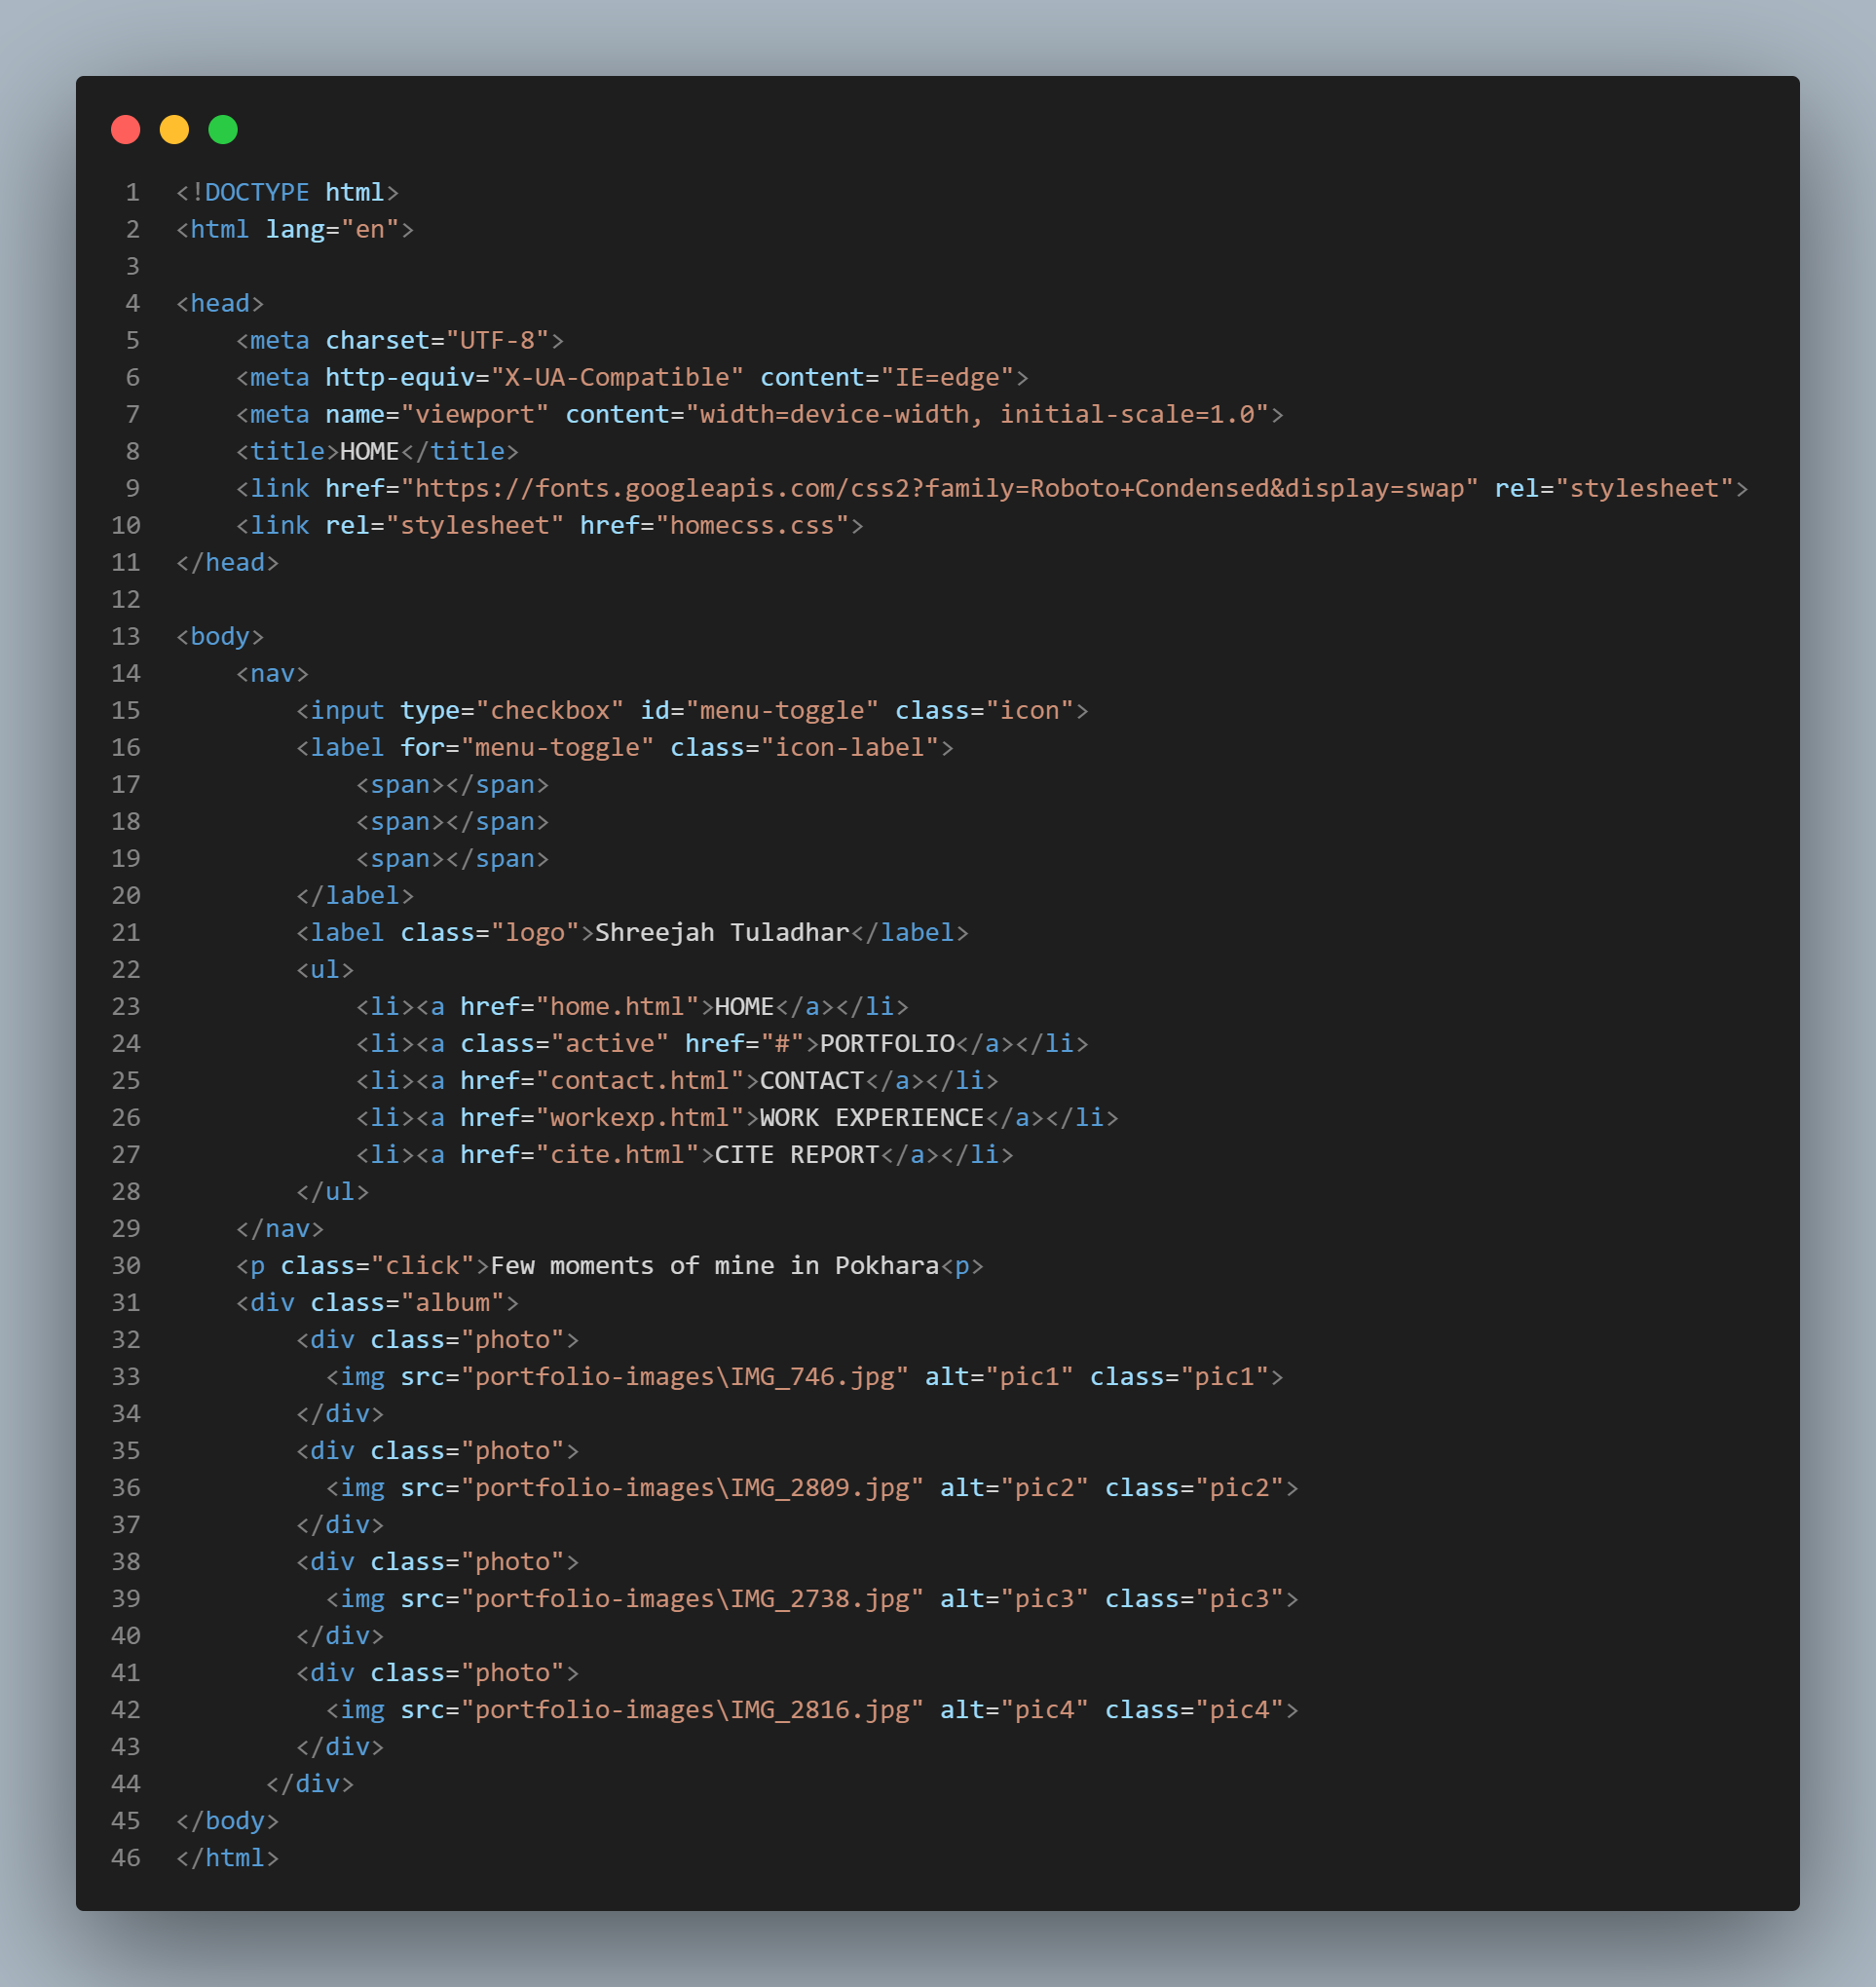 1 <!DOCTYPE html>
2 <html lang="en">
3
4 <head>
5     <meta charset="UTF-8">
6     <meta http-equiv="X-UA-Compatible" content="IE=edge">
7     <meta name="viewport" content="width=device-width, initial-scale=1.0">
8     <title>HOME</title>
9     <link href="https://fonts.googleapis.com/css2?family=Roboto+Condensed&display=swap" rel="stylesheet">
10     <link rel="stylesheet" href="homecss.css">
11 </head>
12
13 <body>
14     <nav>
15         <input type="checkbox" id="menu-toggle" class="icon">
16         <label for="menu-toggle" class="icon-label">
17             <span></span>
18             <span></span>
19             <span></span>
20         </label>
21         <label class="logo">Shreejah Tuladhar</label>
22         <ul>
23             <li><a href="home.html">HOME</a></li>
24             <li><a class="active" href="#">PORTFOLIO</a></li>
25             <li><a href="contact.html">CONTACT</a></li>
26             <li><a href="workexp.html">WORK EXPERIENCE</a></li>
27             <li><a href="cite.html">CITE REPORT</a></li>
28         </ul>
29     </nav>
30     <p class="click">Few moments of mine in Pokhara<p>
31     <div class="album">
32         <div class="photo">
33           <img src="portfolio-images\IMG_746.jpg" alt="pic1" class="pic1">
34         </div>
35         <div class="photo">
36           <img src="portfolio-images\IMG_2809.jpg" alt="pic2" class="pic2">
37         </div>
38         <div class="photo">
39           <img src="portfolio-images\IMG_2738.jpg" alt="pic3" class="pic3">
40         </div>
41         <div class="photo">
42           <img src="portfolio-images\IMG_2816.jpg" alt="pic4" class="pic4">
43         </div>
44       </div>
45 </body>
46 </html>